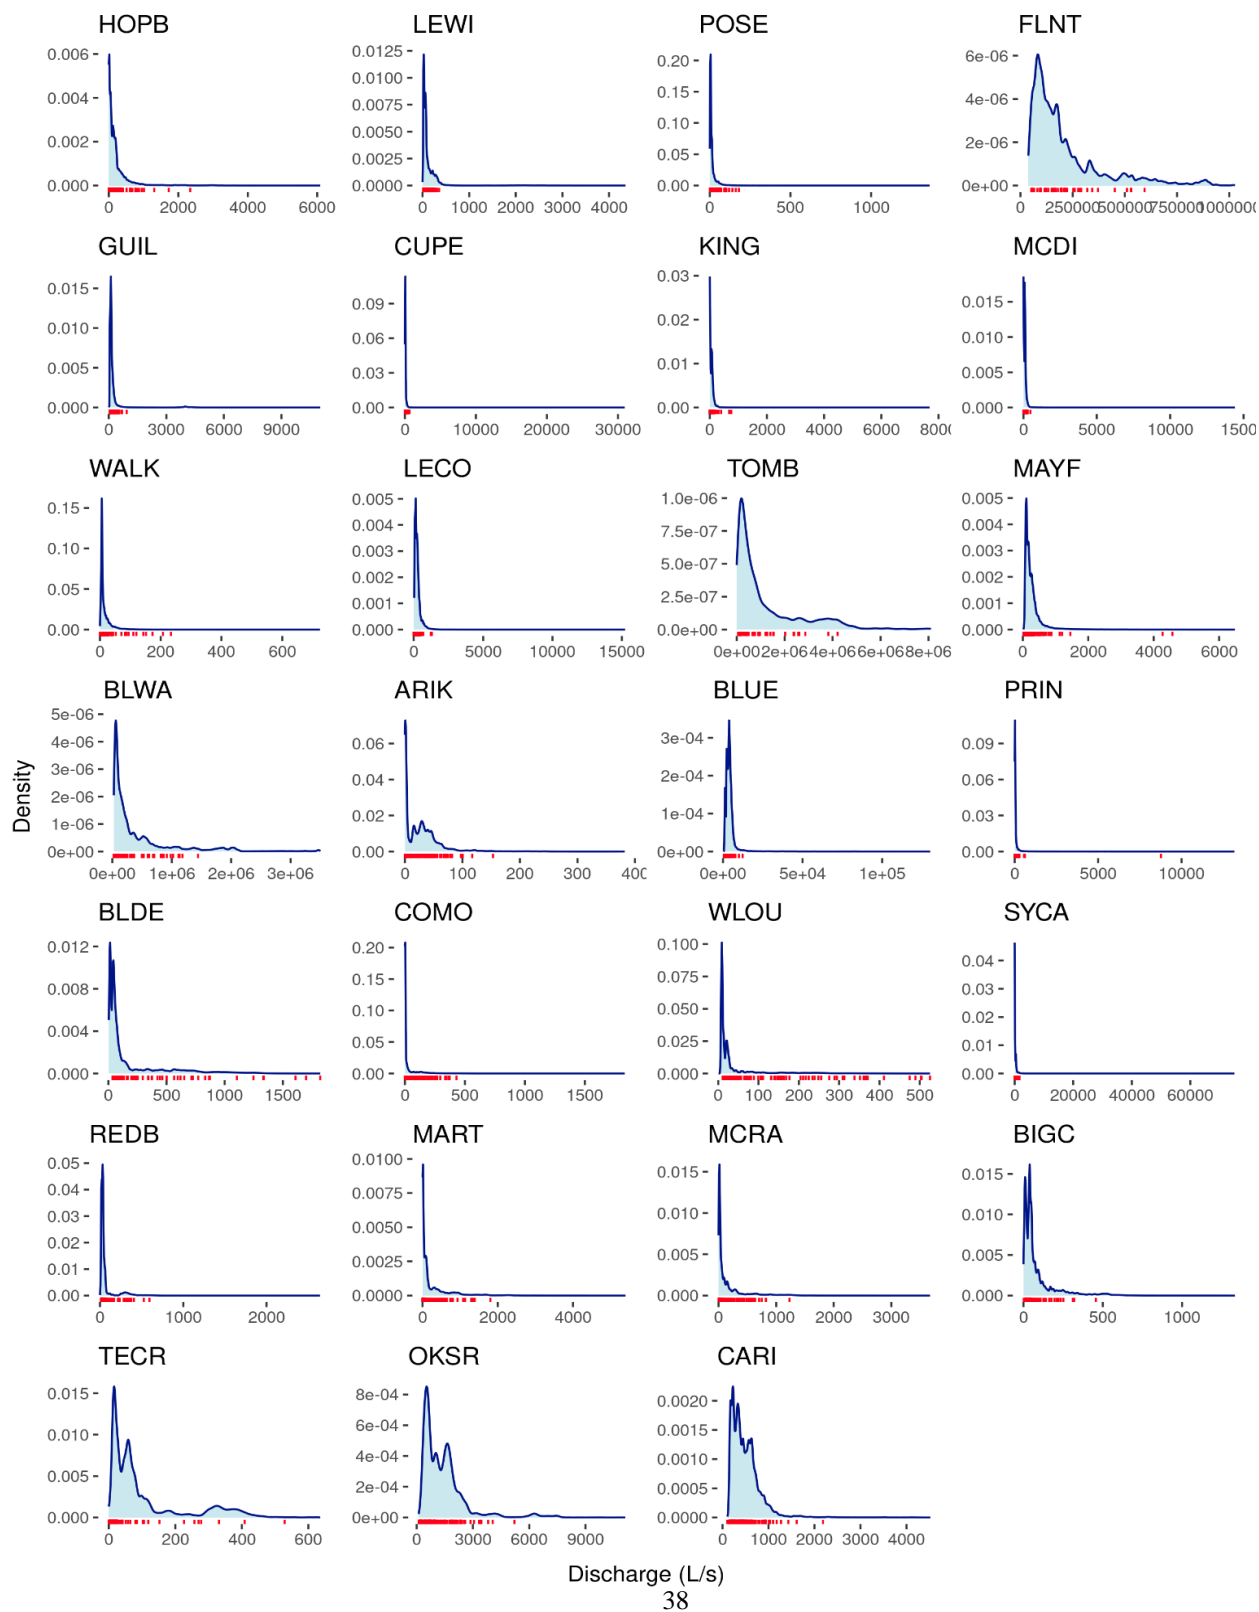 HOPB LEWI POSE FLNT
0.006 0.004 0.002 0.000
0 2000 4000 6000
0.0125 0.0100 0.0075 0.0050 0.0025 0.0000
0 1000 2000 3000 4000
0.20 0.15 0.10 0.05 0.00
0 500 1000
6e-06 4e-06 2e-06 0e+00
0 250000 500000 750000 1000000
GUIL CUPE KING MCDI
0.015 0.010 0.005 0.000
0 3000 6000 9000
0.09 0.06 0.03 0.00
0 10000 20000 30000
0.03 0.02 0.01 0.00
0 2000 4000 6000 8000
0.015 0.010 0.005 0.000
0 5000 10000 1500
WALK LECO TOMB MAYF
0.15 0.10 0.05 0.00
0 200 400 600
0.005 0.004 0.003 0.002 0.001 0.000
0 5000 10000 15000
1.0e-06 7.5e-07 5.0e-07 2.5e-07 0.0e+00
0e+00 2e+06 4e+06 6e+06 8e+06
0.005 0.004 0.003 0.002 0.001 0.000
0 2000 4000 6000
BLWA ARIK BLUE PRIN
5e-06 4e-06 3e-06 2e-06 1e-06 0e+00
0e+00 1e+06 2e+06 3e+06
0.06 0.04 0.02 0.00
0 100 200 300 400
3e-04 2e-04 1e-04 0e+00
0e+00 5e+04 1e+05
0.09 0.06 0.03 0.00
0 5000 10000
Density
BLDE COMO WLOU SYCA
0.012 0.008 0.004 0.000
0 500 1000 1500
0.20 0.15 0.10 0.05 0.00
0 500 1000 1500
0.100 0.075 0.050 0.025 0.000
0 100 200 300 400 500
0.04 0.03 0.02 0.01 0.00
0 20000 40000 60000
REDB MART MCRA BIGC
0.05 0.04 0.03 0.02 0.01 0.00
0 1000 2000
0.0100 0.0075 0.0050 0.0025 0.0000
0 2000 4000
0.015 0.010 0.005 0.000
0 1000 2000 3000
0.015 0.010 0.005 0.000
0 500 1000
TECR OKSR CARI
0.015 0.010 0.005 0.000
0 200 400 600
8e-04 6e-04 4e-04 2e-04 0e+00
0 3000 6000 9000
0.0020 0.0015 0.0010 0.0005 0.0000
0 1000 2000 3000 4000
Discharge (L/s)
38